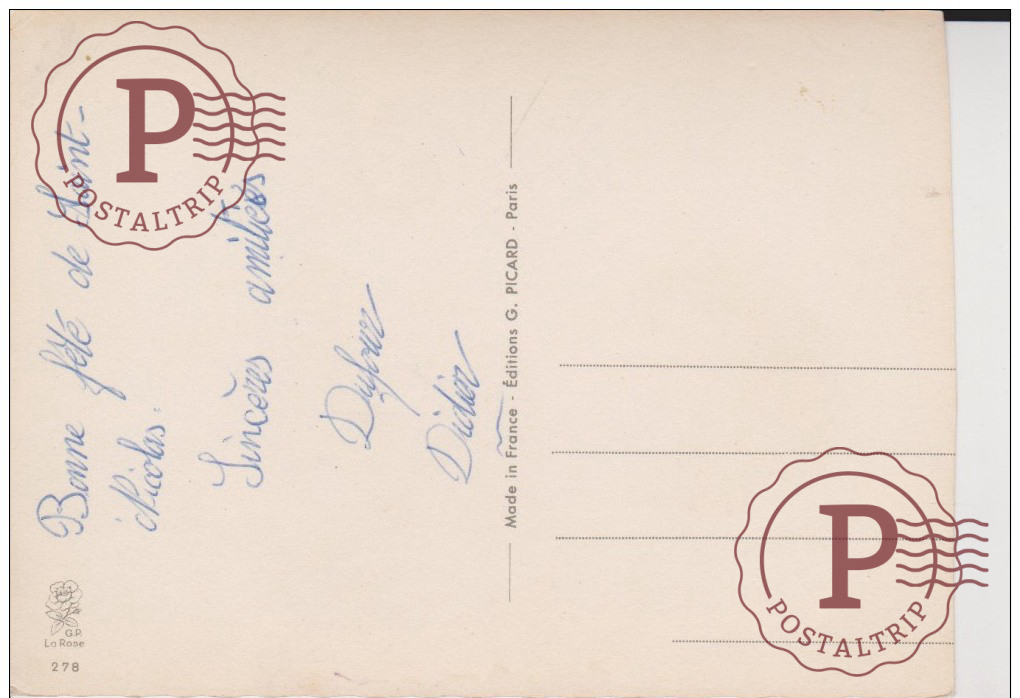 Bonne fête de Saint-
Nicolas.
Sincères amitiés
Dufour
Didier
Made in France - Éditions G. PICARD - Paris
G.P.
La Rose
278
P
POSTALTRIP
P
POSTALTRIP